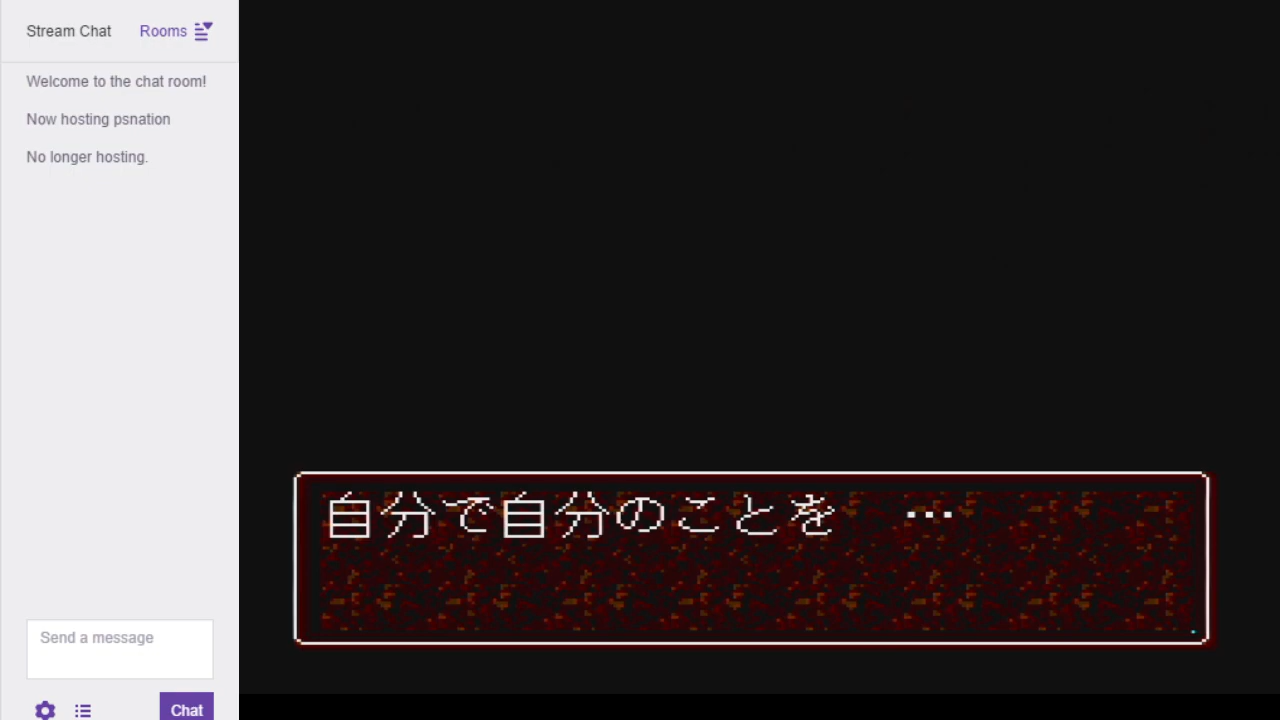 Stream Chat
Rooms
Welcome to the chat room!
Now hosting psnation
No longer hosting.
Send a message
Chat
自分で自分のことを　…